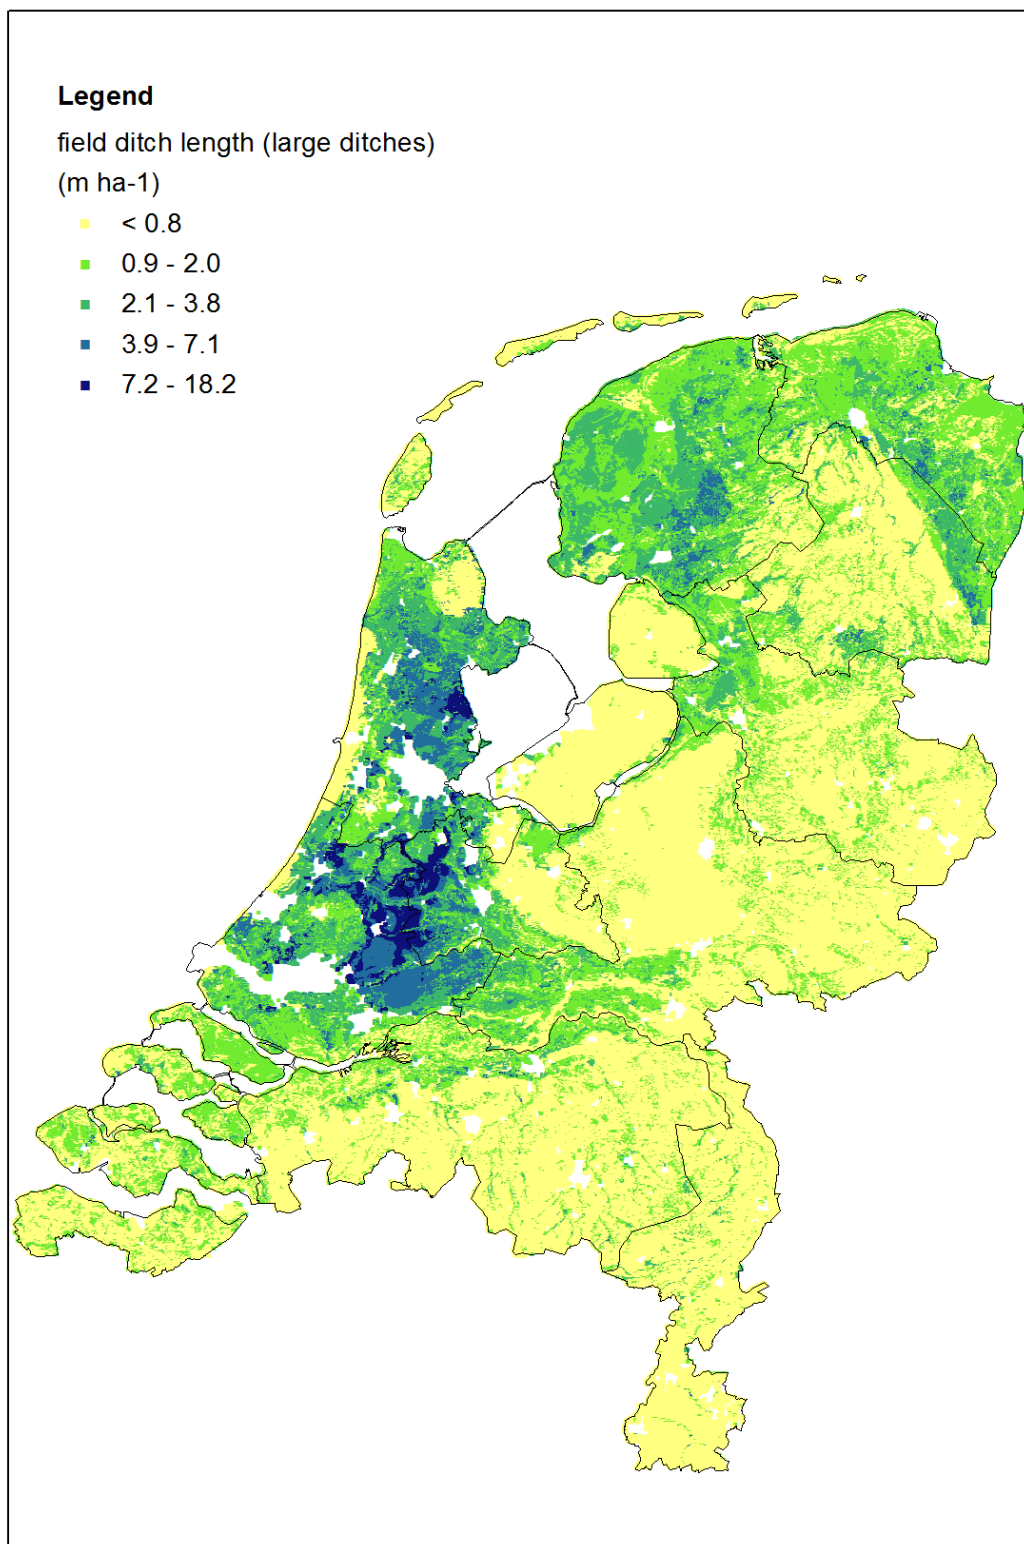 Legend
field ditch length (large ditches)
(m ha-1)
< 0.8
0.9 - 2.0
2.1 - 3.8
3.9 - 7.1
7.2 - 18.2